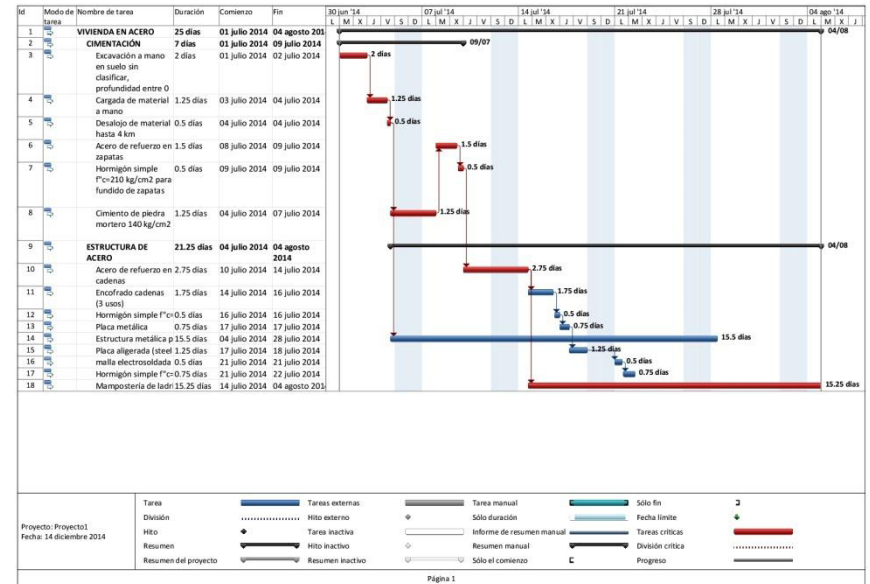 Id Modo de tarea Nombre de tarea Duración Comienzo Fin 30 jun '14 07 jul '14 14 jul '14 21 jul '14 28 jul '14 04 ago '14
L M X J V S D L M X J V S D L M X J V S D L M X J V S D L M X J V S D L M X J
1 VIVIENDA EN ACERO 25 días 01 julio 2014 04 agosto 201 04/08
2 CIMENTACIÓN 7 días 01 julio 2014 09 julio 2014 09/07
3 Excavación a mano 2 días 01 julio 2014 02 julio 2014 2 días
en suelo sin
clasificar,
profundidad entre 0
4 Cargada de material 1.25 días 03 julio 2014 04 julio 2014 1.25 días
a mano
5 Desalojo de material 0.5 días 04 julio 2014 04 julio 2014 0.5 días
hasta 4 km
6 Acero de refuerzo en 1.5 días 08 julio 2014 09 julio 2014 1.5 días
zapatas
7 Hormigón simple 0.5 días 09 julio 2014 09 julio 2014 0.5 días
f"c=210 kg/cm2 para
fundido de zapatas
8 Cimiento de piedra 1.25 días 04 julio 2014 07 julio 2014 1.25 días
mortero 140 kg/cm2
9 ESTRUCTURA DE 21.25 días 04 julio 2014 04 agosto 04/08
ACERO 2014
10 Acero de refuerzo en 2.75 días 10 julio 2014 14 julio 2014 2.75 días
cadenas
11 Encofrado cadenas 1.75 días 14 julio 2014 16 julio 2014 1.75 días
(3 usos)
12 Hormigón simple f"c= 0.5 días 16 julio 2014 16 julio 2014 0.5 días
13 Placa metálica 0.75 días 17 julio 2014 17 julio 2014 0.75 días
14 Estructura metálica p 15.5 días 04 julio 2014 28 julio 2014 15.5 días
15 Placa aligerada (steel 1.25 días 17 julio 2014 18 julio 2014 1.25 días
16 malla electrosoldada 0.5 días 21 julio 2014 21 julio 2014 0.5 días
17 Hormigón simple f"c= 0.75 días 21 julio 2014 22 julio 2014 0.75 días
18 Mampostería de ladri 15.25 días 14 julio 2014 04 agosto 201 15.25 días
Proyecto: Proyecto1
Fecha: 14 diciembre 2014
Tarea Tareas externas Tarea manual Sólo fin
División Hito externo Sólo duración Fecha límite
Hito Tarea inactiva Informe de resumen manual Tareas críticas
Resumen Hito inactivo Resumen manual División crítica
Resumen del proyecto Resumen inactivo Sólo el comienzo Progreso
Página 1